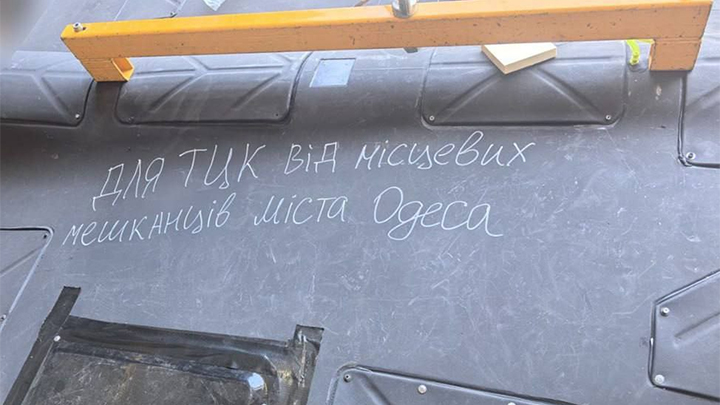 для ТЦК від місцевих
мешканців міста Одеса